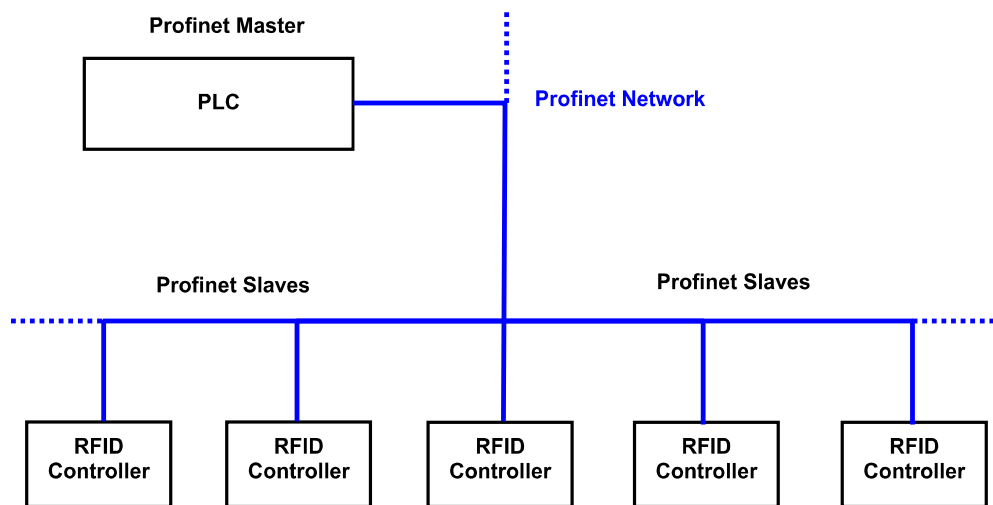 Profinet Master
PLC
Profinet Network
Profinet Slaves
Profinet Slaves
RFID
Controller
RFID
Controller
RFID
Controller
RFID
Controller
RFID
Controller